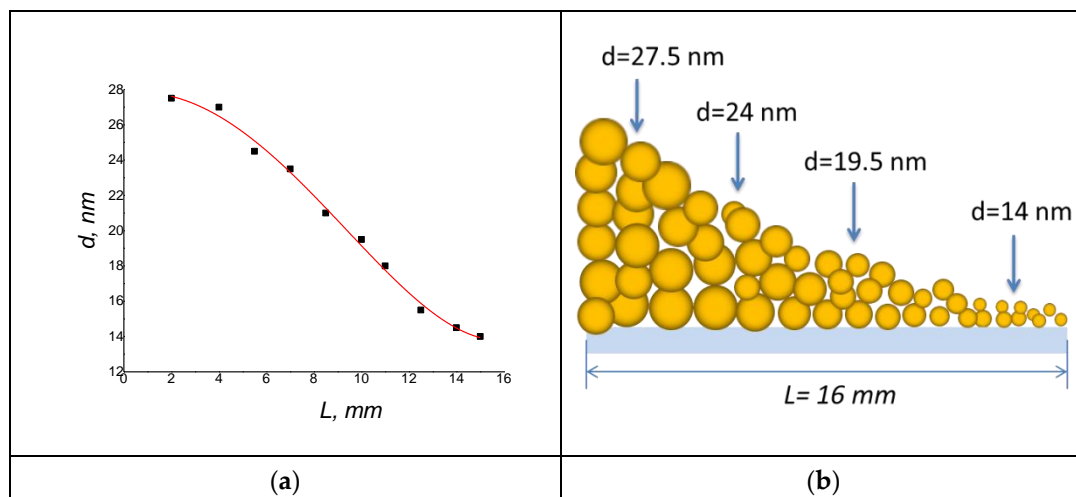 28
26
24
22
20
18
16
14
12
d, nm
0 2 4 6 8 10 12 14 16
L, mm
d=27.5 nm
d=24 nm
d=19.5 nm
d=14 nm
L= 16 mm
(a)
(b)